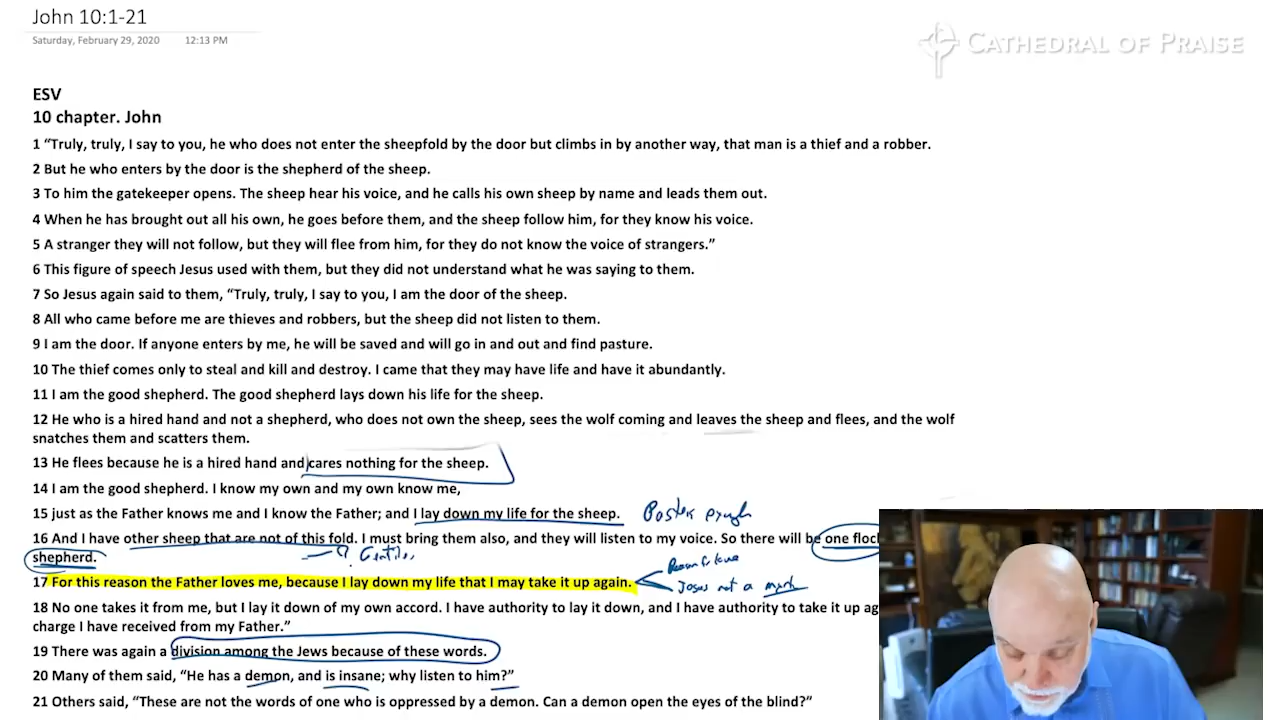 John 10:1-21
Saturday, February 29, 2020 12:13 PM
CATHEDRAL OF PRAISE
ESV
10 chapter. John
1 “Truly, truly, I say to you, he who does not enter the sheepfold by the door but climbs in by another way, that man is a thief and a robber.
2 But he who enters by the door is the shepherd of the sheep.
3 To him the gatekeeper opens. The sheep hear his voice, and he calls his own sheep by name and leads them out.
4 When he has brought out all his own, he goes before them, and the sheep follow him, for they know his voice.
5 A stranger they will not follow, but they will flee from him, for they do not know the voice of strangers.”
6 This figure of speech Jesus used with them, but they did not understand what he was saying to them.
7 So Jesus again said to them, “Truly, truly, I say to you, I am the door of the sheep.
8 All who came before me are thieves and robbers, but the sheep did not listen to them.
9 I am the door. If anyone enters by me, he will be saved and will go in and out and find pasture.
10 The thief comes only to steal and kill and destroy. I came that they may have life and have it abundantly.
11 I am the good shepherd. The good shepherd lays down his life for the sheep.
12 He who is a hired hand and not a shepherd, who does not own the sheep, sees the wolf coming and leaves the sheep and flees, and the wolf
snatches them and scatters them.
13 He flees because he is a hired hand and cares nothing for the sheep.
14 I am the good shepherd. I know my own and my own know me,
15 just as the Father knows me and I know the Father; and I lay down my life for the sheep.
16 And I have other sheep that are not of this fold. I must bring them also, and they will listen to my voice. So there will be one floc
shepherd.
17 For this reason the Father loves me, because I lay down my life that I may take it up again.
Jesus not a
18 No one takes it from me, but I lay it down of my own accord. I have authority to lay it down, and I have authority to take it up ag
charge I have received from my Father.”
19 There was again a division among the Jews because of these words.
20 Many of them said, “He has a demon, and is insane; why listen to him?”
21 Others said, “These are not the words of one who is oppressed by a demon. Can a demon open the eyes of the blind?”